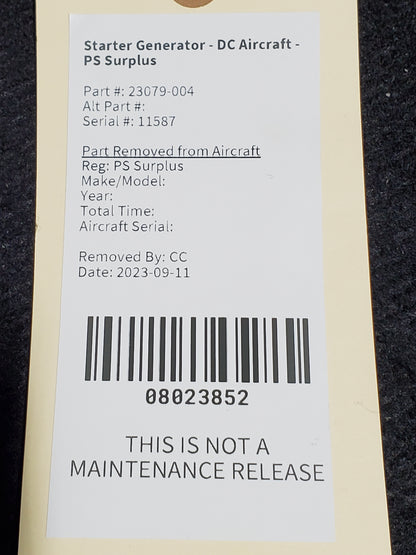 Starter Generator - DC Aircraft -
PS Surplus
Part #: 23079-004
Alt Part #:
Serial #: 11587
Part Removed from Aircraft
Reg: PS Surplus
Make/Model:
Year:
Total Time:
Aircraft Serial:
Removed By: CC
Date: 2023-09-11
08023852
THIS IS NOT A
MAINTENANCE RELEASE